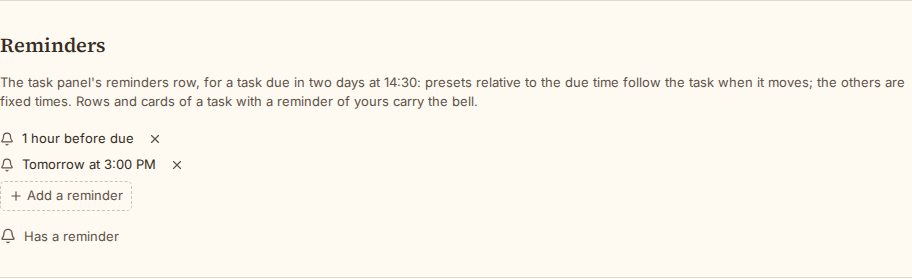 Reminders
The task panel's reminders row, for a task due in two days at 14:30: presets relative to the due time follow the task when it moves; the others are
fixed times. Rows and cards of a task with a reminder of yours carry the bell.
1 hour before due ×
Tomorrow at 3:00 PM ×
+ Add a reminder
Has a reminder